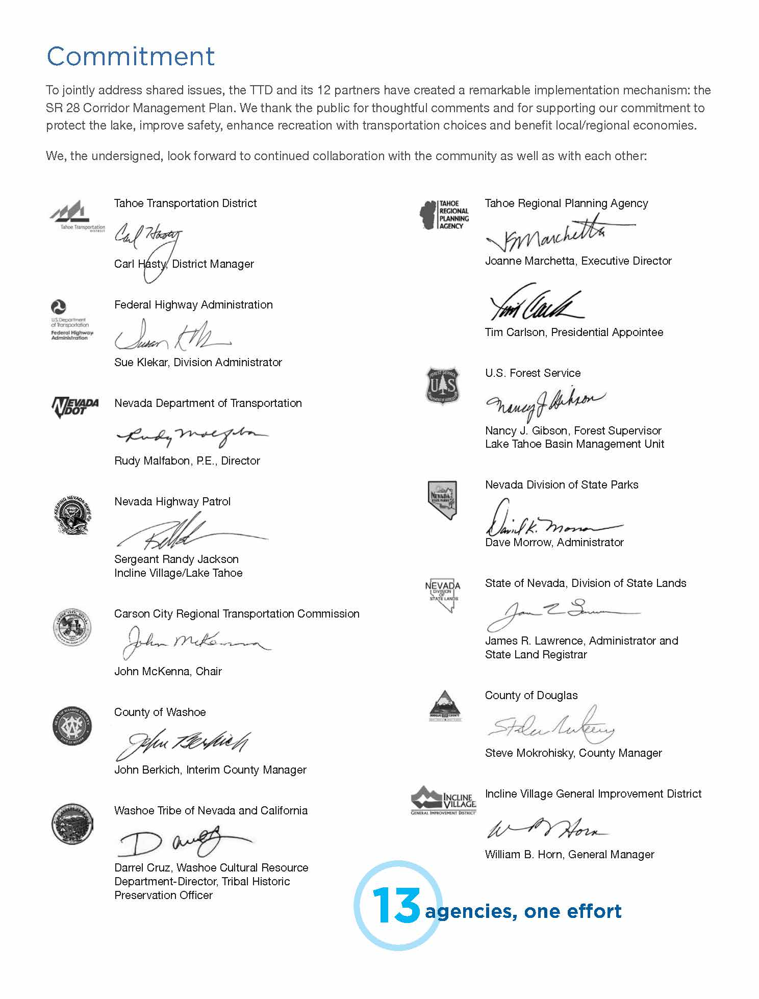 Commitment
To jointly address shared issues, the TTD and its 12 partners have created a remarkable implementation mechanism: the
SR 28 Corridor Management Plan. We thank the public for thoughtful comments and for supporting our commitment to
protect the lake, improve safety, enhance recreation with transportation choices and benefit local/regional economies.
We, the undersigned, look forward to continued collaboration with the community as well as with each other:
Tahoe Transportation
DISTRICT
Tahoe Transportation District
Carl Hasty
Carl Hasty, District Manager
U.S. Department
of Transportation
Federal Highway
Administration
Federal Highway Administration
Susan
Sue Klekar, Division Administrator
NEVADA
DOT
Nevada Department of Transportation
Rudy Malfabon
Rudy Malfabon, P.E., Director
KEEPING NEVADA SAFE
Nevada Highway Patrol
Sergeant Randy Jackson
Incline Village/Lake Tahoe
Carson City Regional Transportation Commission
John McKenna
John McKenna, Chair
SEAL OF WASHOE COUNTY
STATE OF NEVADA
County of Washoe
John Berkich
John Berkich, Interim County Manager
Washoe Tribe of Nevada and California
Darrel Cruz, Washoe Cultural Resource
Department-Director, Tribal Historic
Preservation Officer
TAHOE
REGIONAL
PLANNING
AGENCY
Tahoe Regional Planning Agency
Marchetta
Joanne Marchetta, Executive Director
Tim Carlson
Tim Carlson, Presidential Appointee
FOREST SERVICE
U S
DEPARTMENT OF AGRICULTURE
U.S. Forest Service
Nancy J Gibson
Nancy J. Gibson, Forest Supervisor
Lake Tahoe Basin Management Unit
NEVADA
STATE PARKS
Nevada Division of State Parks
David K. Morrow
Dave Morrow, Administrator
NEVADA
DIVISION
OF
STATE LANDS
State of Nevada, Division of State Lands
James R. Lawrence, Administrator and
State Land Registrar
DOUGLAS COUNTY
County of Douglas
Steve Mokrohisky, County Manager
INCLINE
VILLAGE
GENERAL IMPROVEMENT DISTRICT
Incline Village General Improvement District
W B Horn
William B. Horn, General Manager
13 agencies, one effort